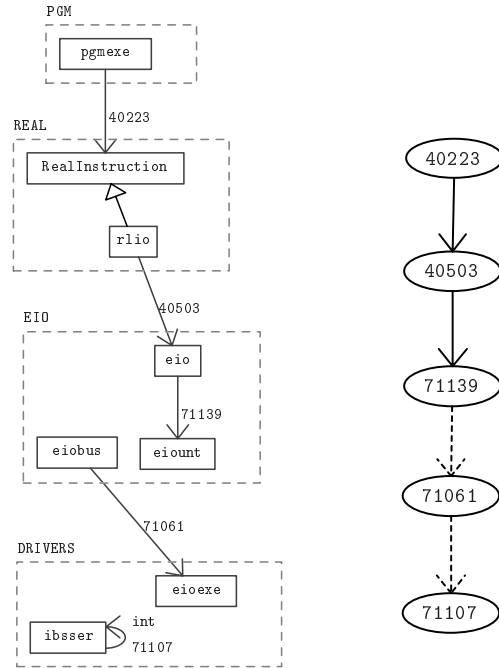 PGM
pgmexe
40223
REAL
RealInstruction
rlio
40503
EIO
eio
71139
eiobus
eiount
71061
DRIVERS
eioexe
ibsser
int
71107
40223
40503
71139
71061
71107